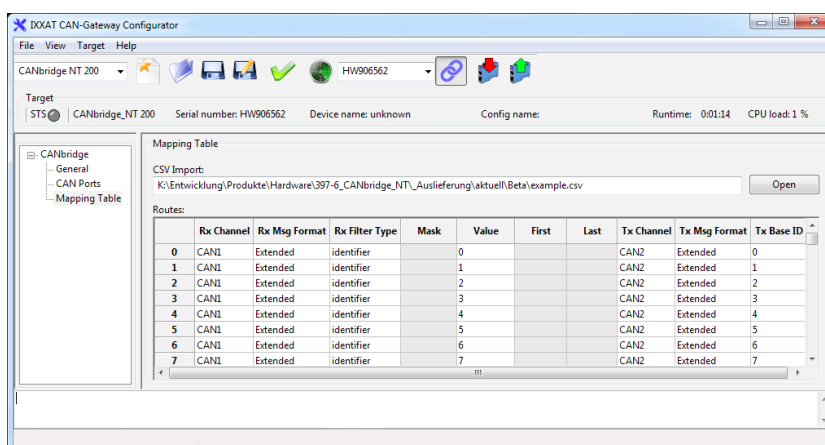 IXXAT CAN-Gateway Configurator
File View Target Help
CANbridge NT 200 HW906562
Target
STS CANbridge_NT 200 Serial number: HW906562 Device name: unknown Config name: Runtime: 0:01:14 CPU load: 1 %
CANbridge
General
CAN Ports
Mapping Table
Mapping Table
CSV Import:
K:\Entwicklung\Produkte\Hardware\397-6_CANbridge_NT\_Auslieferung\aktuell\Beta\example.csv Open
Routes:
Rx Channel Rx Msg Format Rx Filter Type Mask Value First Last Tx Channel Tx Msg Format Tx Base ID
0 CAN1 Extended identifier 0 CAN2 Extended 0
1 CAN1 Extended identifier 1 CAN2 Extended 1
2 CAN1 Extended identifier 2 CAN2 Extended 2
3 CAN1 Extended identifier 3 CAN2 Extended 3
4 CAN1 Extended identifier 4 CAN2 Extended 4
5 CAN1 Extended identifier 5 CAN2 Extended 5
6 CAN1 Extended identifier 6 CAN2 Extended 6
7 CAN1 Extended identifier 7 CAN2 Extended 7